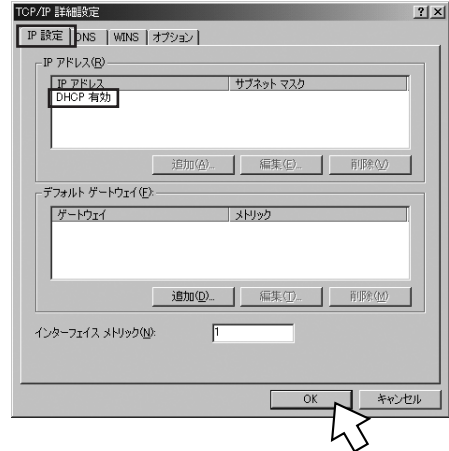 TCP/IP 詳細設定
IP 設定 DNS WINS オプション
IP アドレス(R)
IP アドレス サブネット マスク
DHCP 有効
追加(A)... 編集(E)... 削除(V)
デフォルト ゲートウェイ(F):
ゲートウェイ メトリック
追加(D)... 編集(T)... 削除(M)
インターフェイス メトリック(N): 1
OK キャンセル